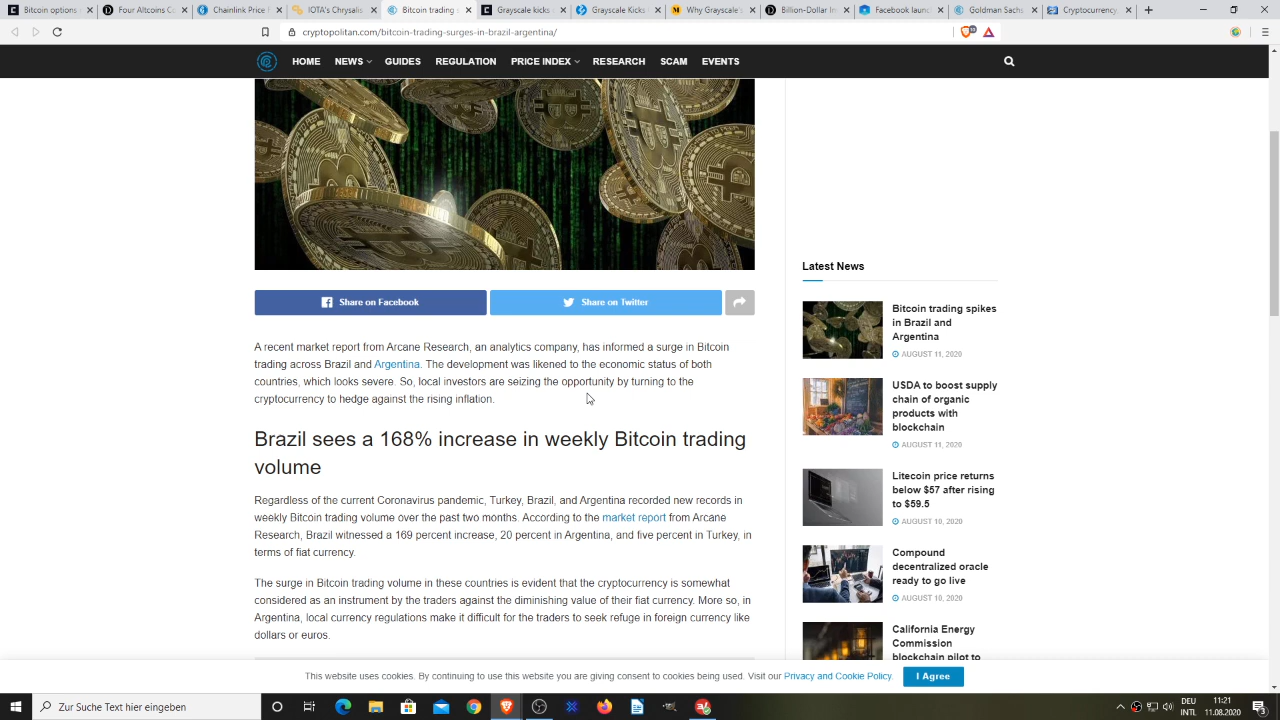 Bitcoin options
Four Altcoins C
Chainlink Price F
IOTA's Chrysalis
Bitcoin trading s
Grayscale kicks
Grayscale Kicks
Why Grayscale's
Billion-Dollar In
Facebook launc
Goldman Sachs
Cryptocurrency
cryptopolitan.com/bitcoin-trading-surges-in-brazil-argentina/
HOME NEWS GUIDES REGULATION PRICE INDEX RESEARCH SCAM EVENTS
Share on Facebook
Share on Twitter
A recent market report from Arcane Research, an analytics company, has informed a surge in Bitcoin
trading across Brazil and Argentina. The development was likened to the economic status of both
countries, which looks severe. So, local investors are seizing the opportunity by turning to the
cryptocurrency to hedge against the rising inflation.
Brazil sees a 168% increase in weekly Bitcoin trading
volume
Regardless of the current Coronavirus pandemic, Turkey, Brazil, and Argentina recorded new records in
weekly Bitcoin trading volume over the past two months. According to the market report from Arcane
Research, Brazil witnessed a 169 percent increase, 20 percent in Argentina, and five percent in Turkey, in
terms of fiat currency.
The surge in Bitcoin trading volume in these countries is evident that the cryptocurrency is somewhat
considered as an instrument by the traders against the diminishing value of their fiat currency. More so, in
Argentina, local currency regulations make it difficult for the traders to seek refuge in foreign currency like
dollars or euros.
Latest News
Bitcoin trading spikes
in Brazil and
Argentina
AUGUST 11, 2020
USDA to boost supply
chain of organic
products with
blockchain
AUGUST 11, 2020
Litecoin price returns
below $57 after rising
to $59.5
AUGUST 10, 2020
Compound
decentralized oracle
ready to go live
AUGUST 10, 2020
California Energy
Commission
blockchain pilot to
This website uses cookies. By continuing to use this website you are giving consent to cookies being used. Visit our Privacy and Cookie Policy.
I Agree
Zur Suche Text hier eingeben
DEU
INTL
11:21
11.08.2020